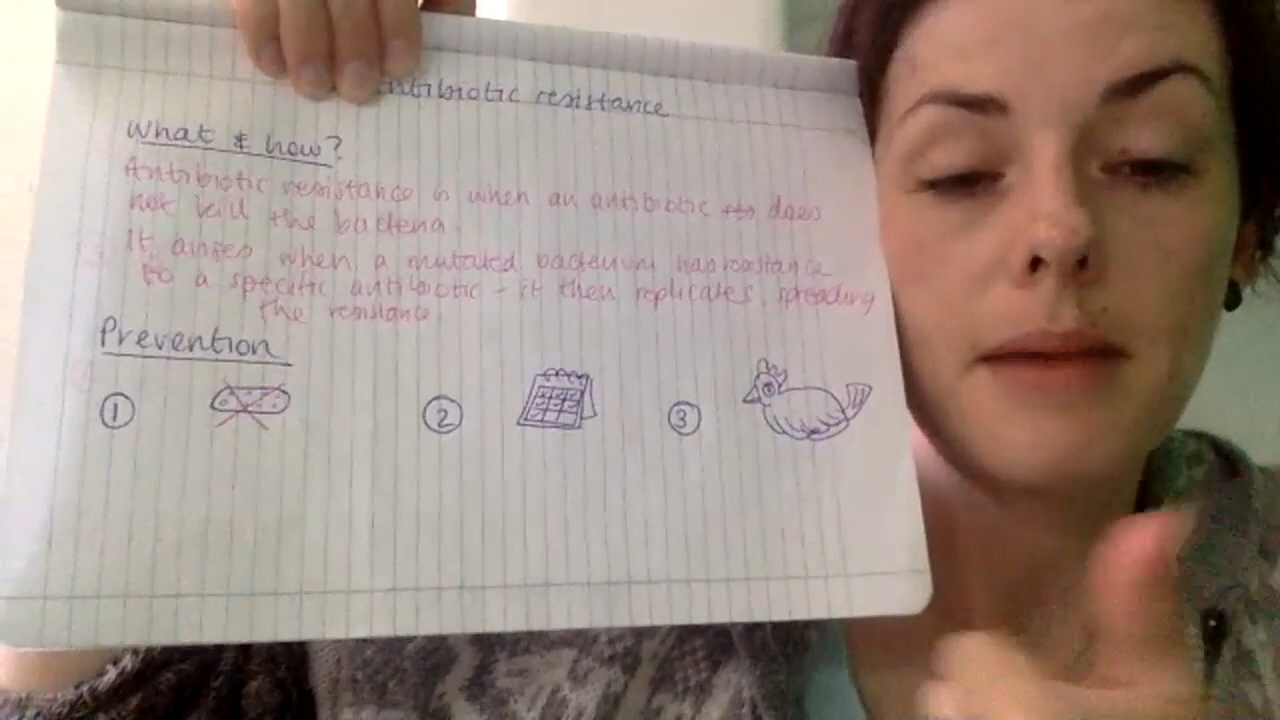 antibiotic resistance
What & how?
Antibiotic resistance is when an antibiotic does
not kill the bacteria.
It arises when a mutated bacterium has resistance
to a specific antibiotic - it then replicates, spreading
the resistance
Prevention
1 2 3